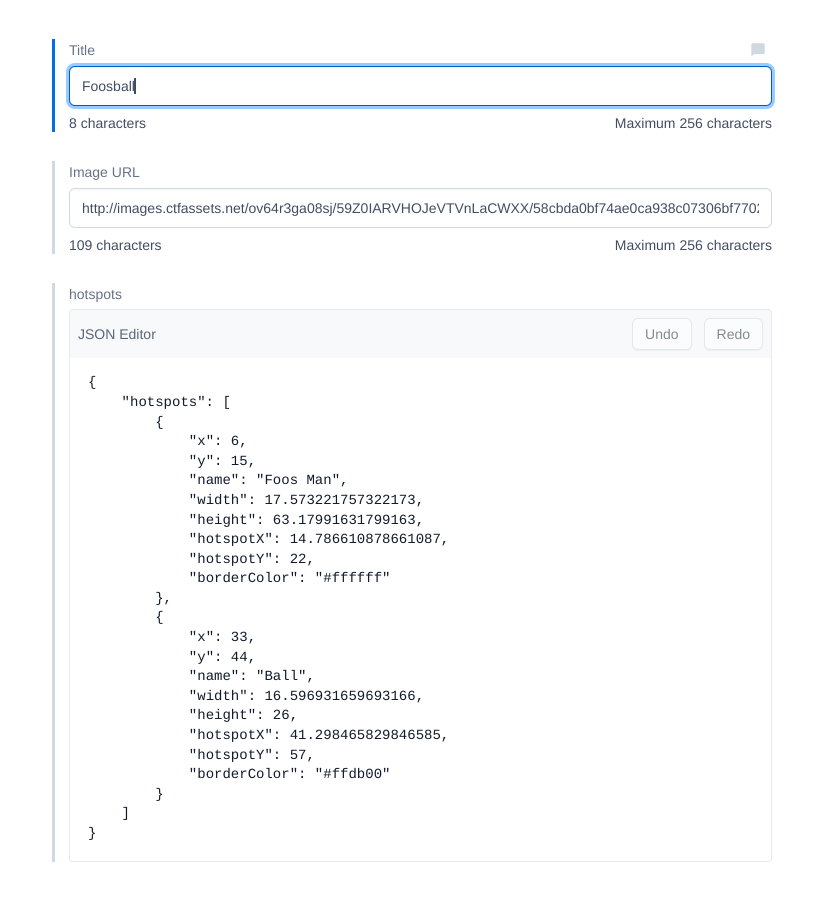 Title
Foosball
8 characters
Maximum 256 characters
Image URL
http://images.ctfassets.net/ov64r3ga08sj/59Z0IARVHOJeVTVnLaCWXX/58cbda0bf74ae0ca938c07306bf7702
109 characters
Maximum 256 characters
hotspots
JSON Editor
Undo
Redo
{
    "hotspots": [
        {
            "x": 6,
            "y": 15,
            "name": "Foos Man",
            "width": 17.573221757322173,
            "height": 63.17991631799163,
            "hotspotX": 14.786610878661087,
            "hotspotY": 22,
            "borderColor": "#ffffff"
        },
        {
            "x": 33,
            "y": 44,
            "name": "Ball",
            "width": 16.596931659693166,
            "height": 26,
            "hotspotX": 41.298465829846585,
            "hotspotY": 57,
            "borderColor": "#ffdb00"
        }
    ]
}